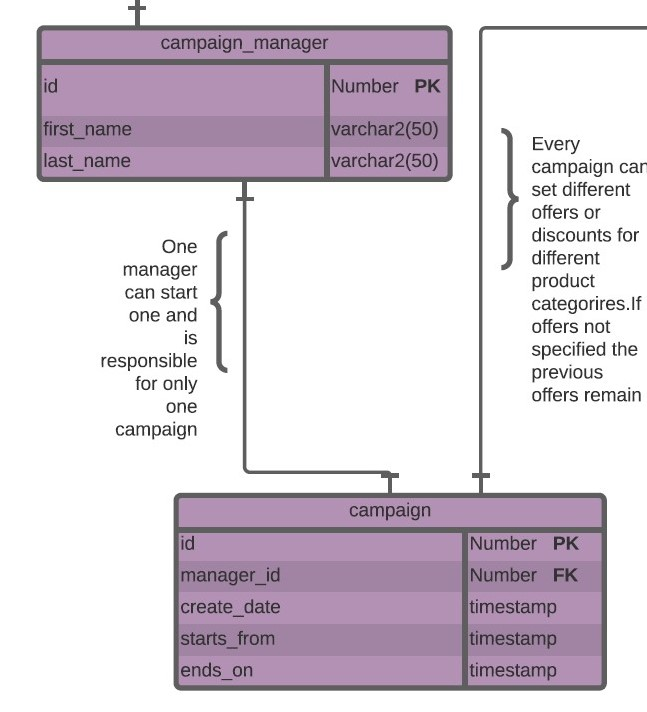 campaign_manager
id Number PK
first_name varchar2(50)
last_name varchar2(50)
One
manager
can start
one and
is
responsible
for only
one
campaign
Every
campaign can
set different
offers or
discounts for
different
product
categorires.If
offers not
specified the
previous
offers remain
campaign
id Number PK
manager_id Number FK
create_date timestamp
starts_from timestamp
ends_on timestamp